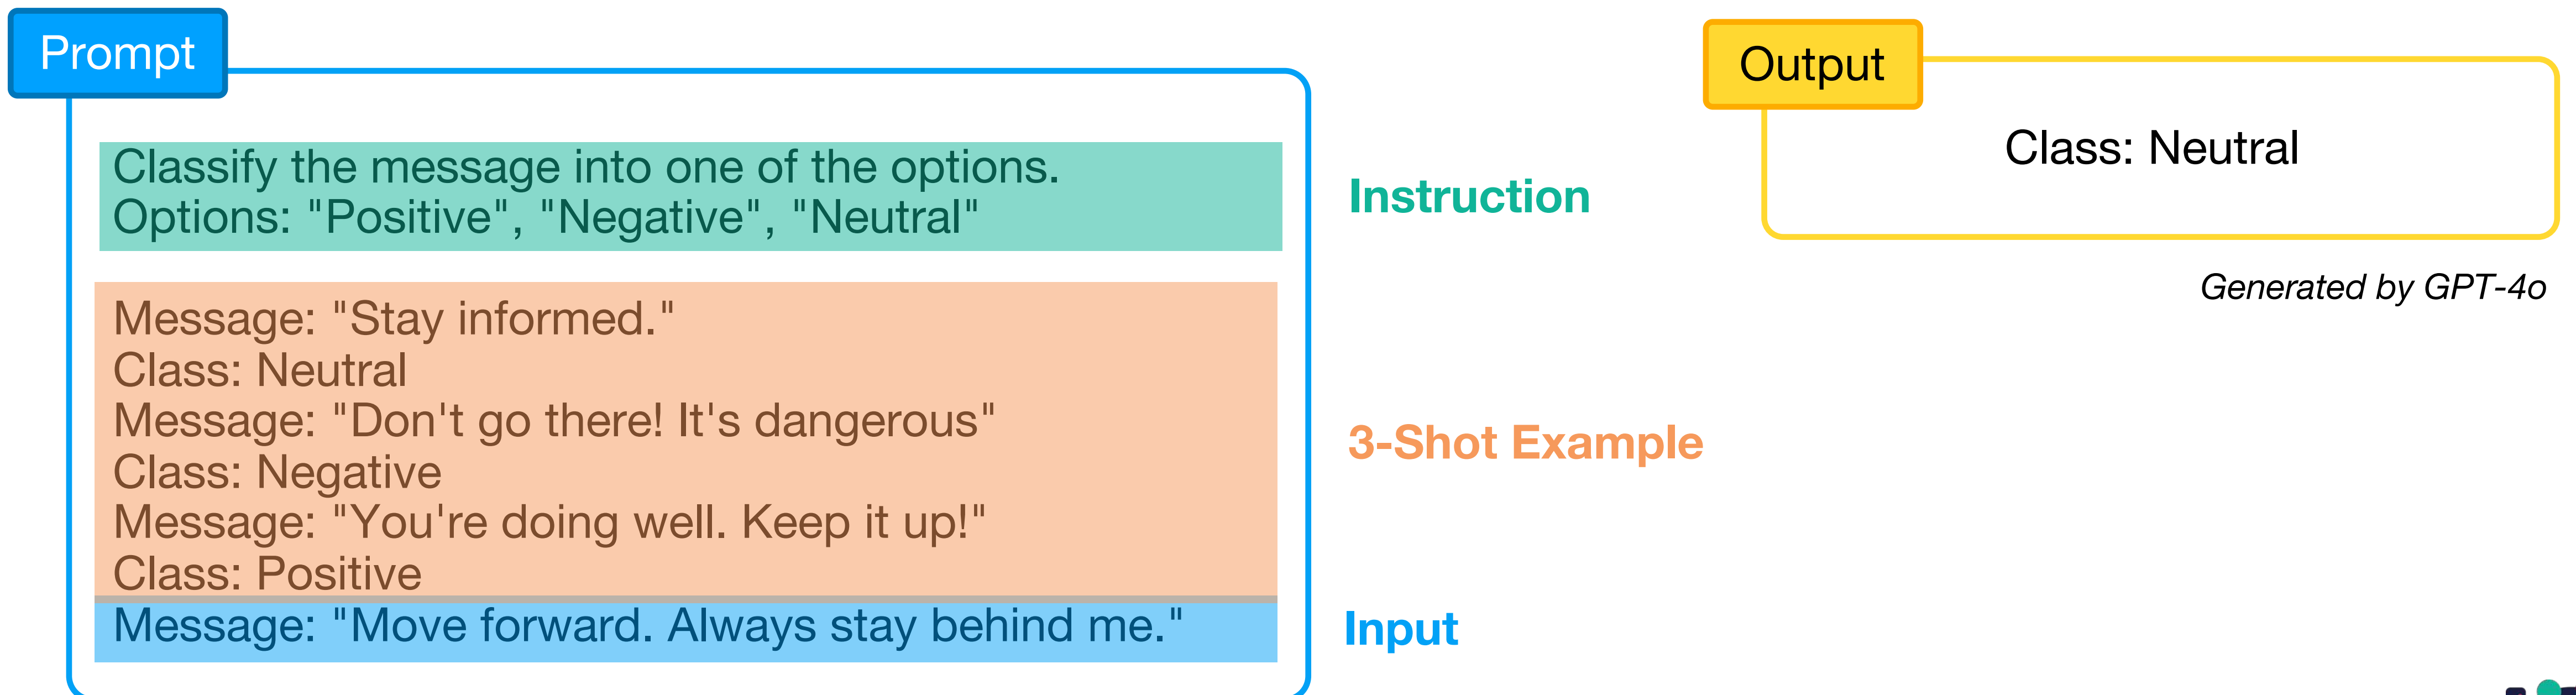 Prompt
Classify the message into one of the options.
Options: "Positive", "Negative", "Neutral"
Instruction
Message: "Stay informed."
Class: Neutral
Message: "Don't go there! It's dangerous"
Class: Negative
Message: "You're doing well. Keep it up!"
Class: Positive
3-Shot Example
Message: "Move forward. Always stay behind me."
Input
Output
Class: Neutral
Generated by GPT-4o